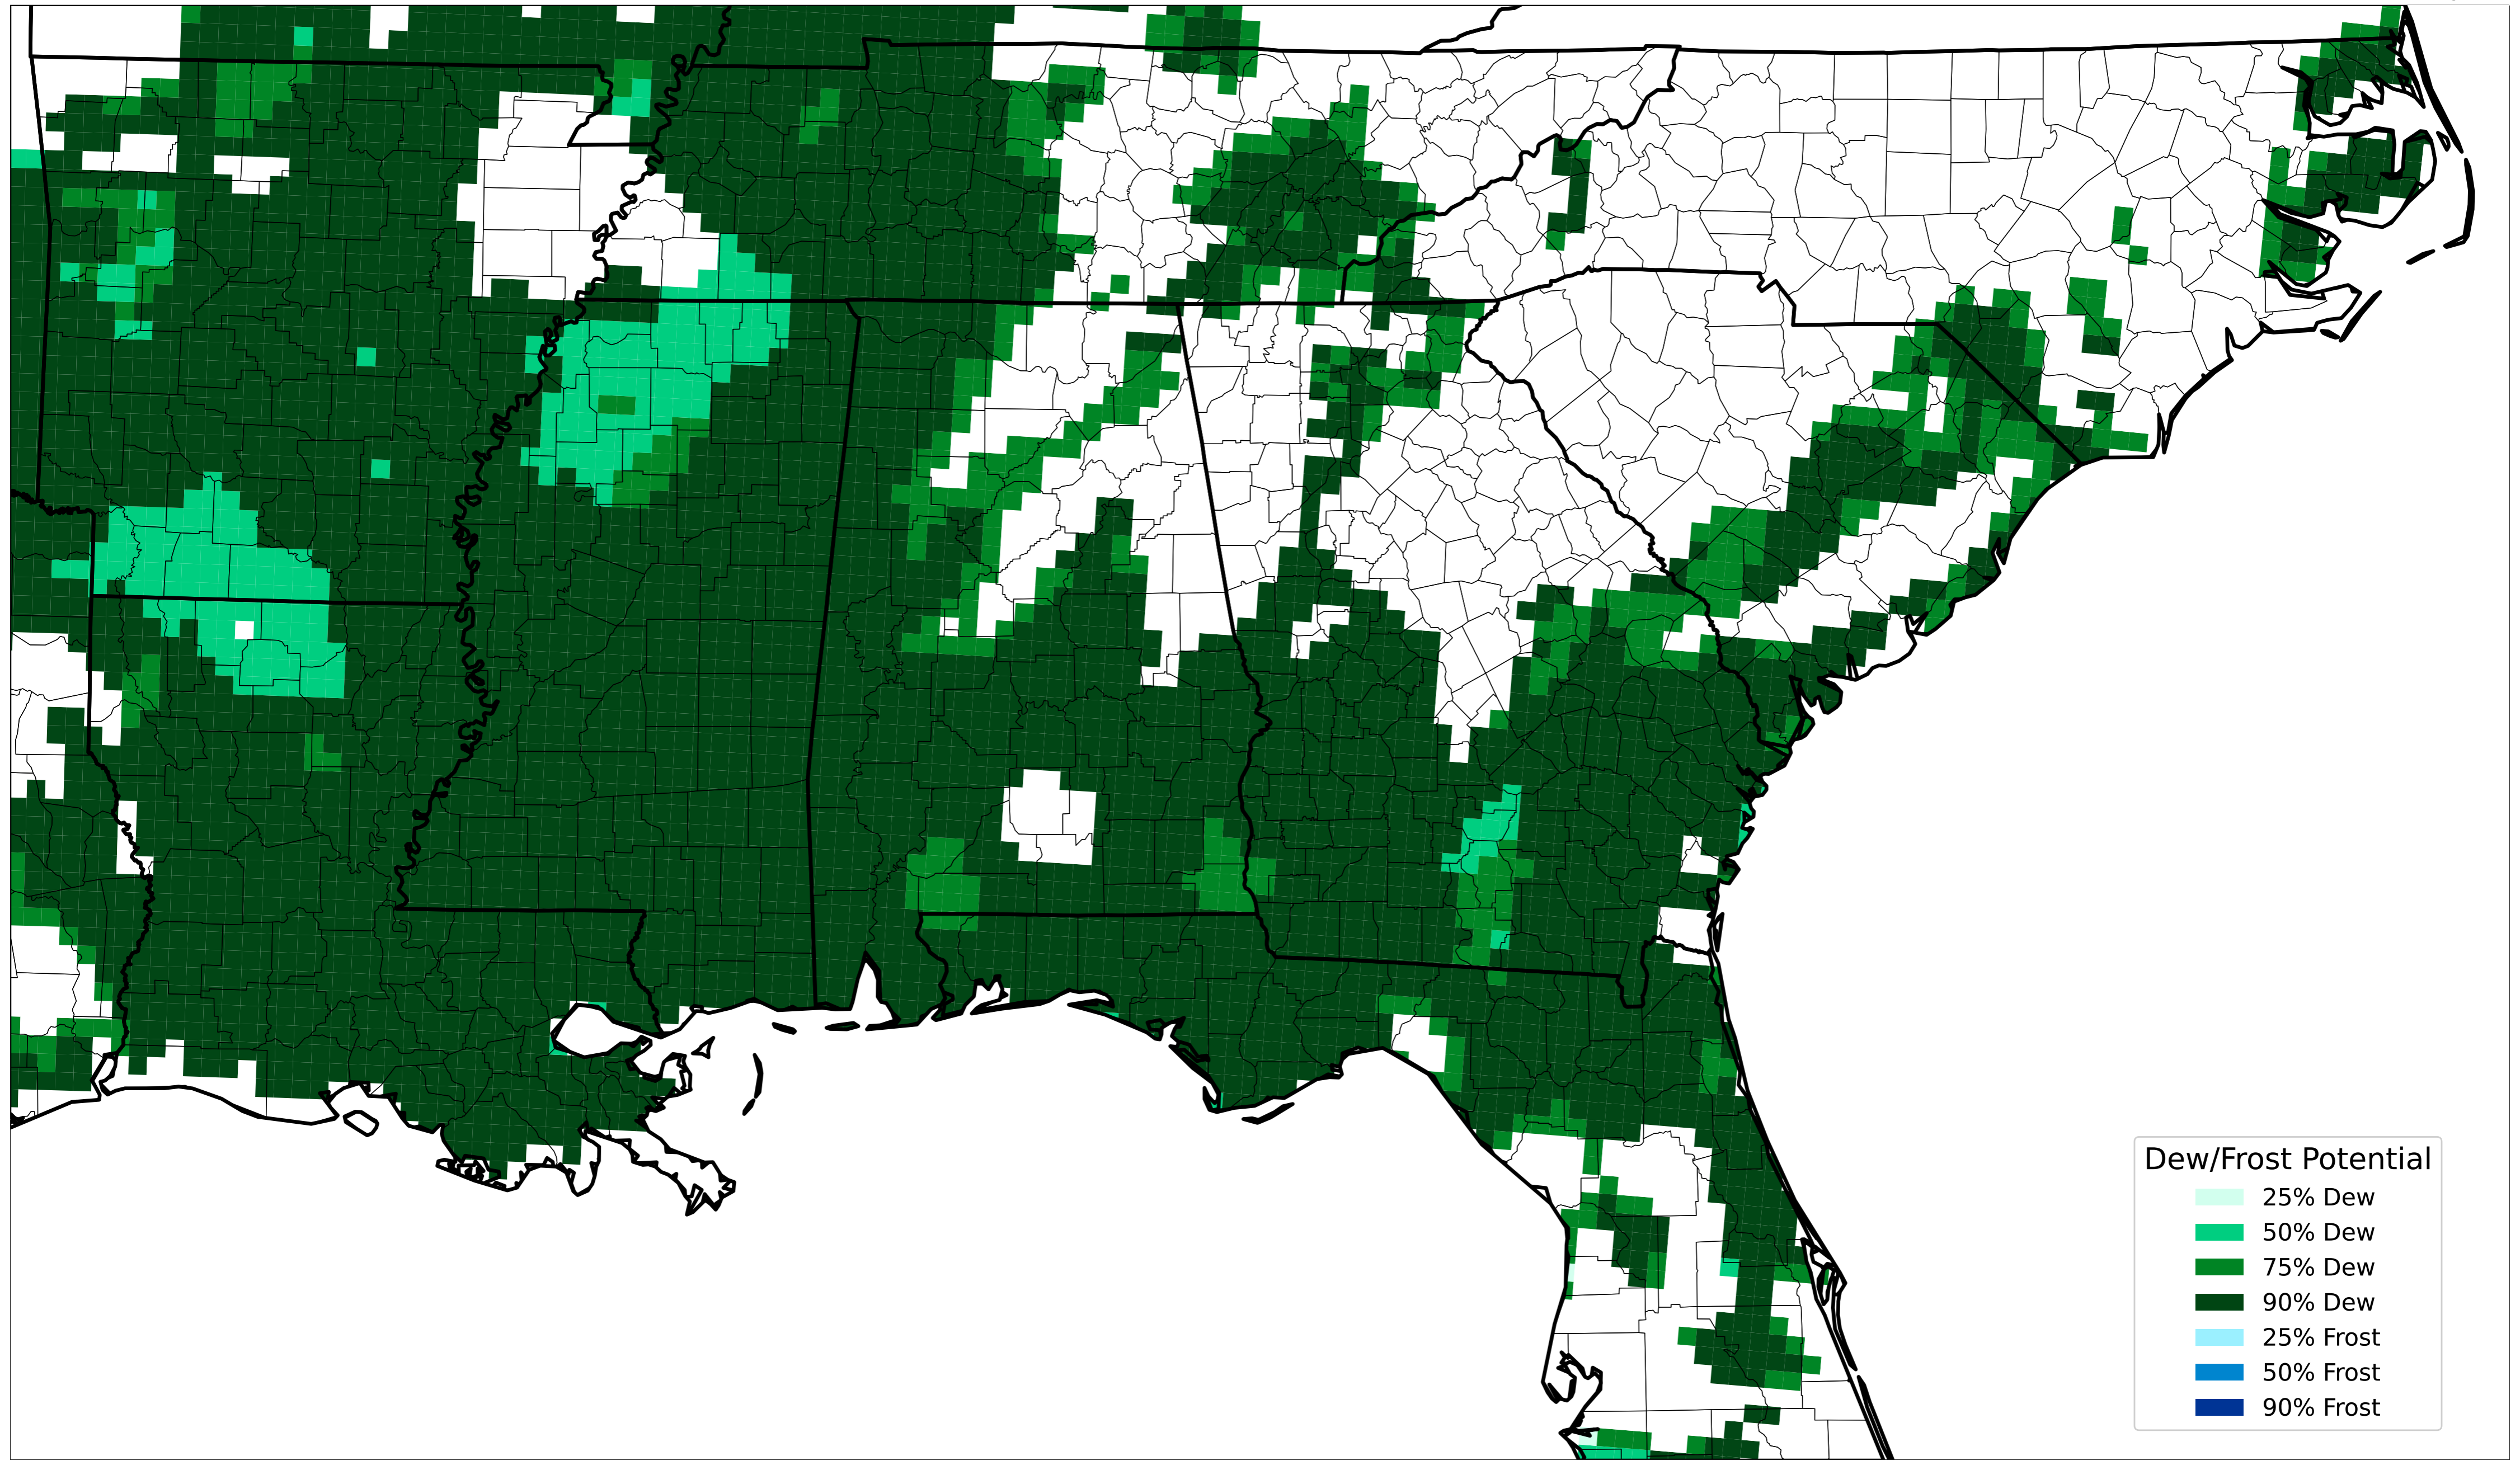 Dew/Frost Potential
25% Dew
50% Dew
75% Dew
90% Dew
25% Frost
50% Frost
90% Frost